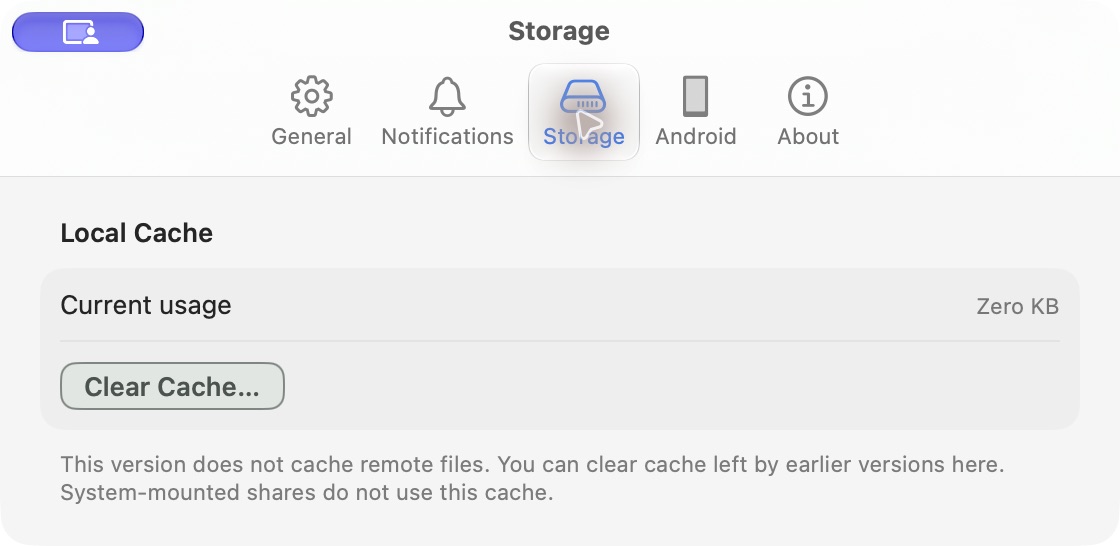 Storage
General
Notifications
Storage
Android
About
Local Cache
Current usage
Zero KB
Clear Cache...
This version does not cache remote files. You can clear cache left by earlier versions here.
System-mounted shares do not use this cache.